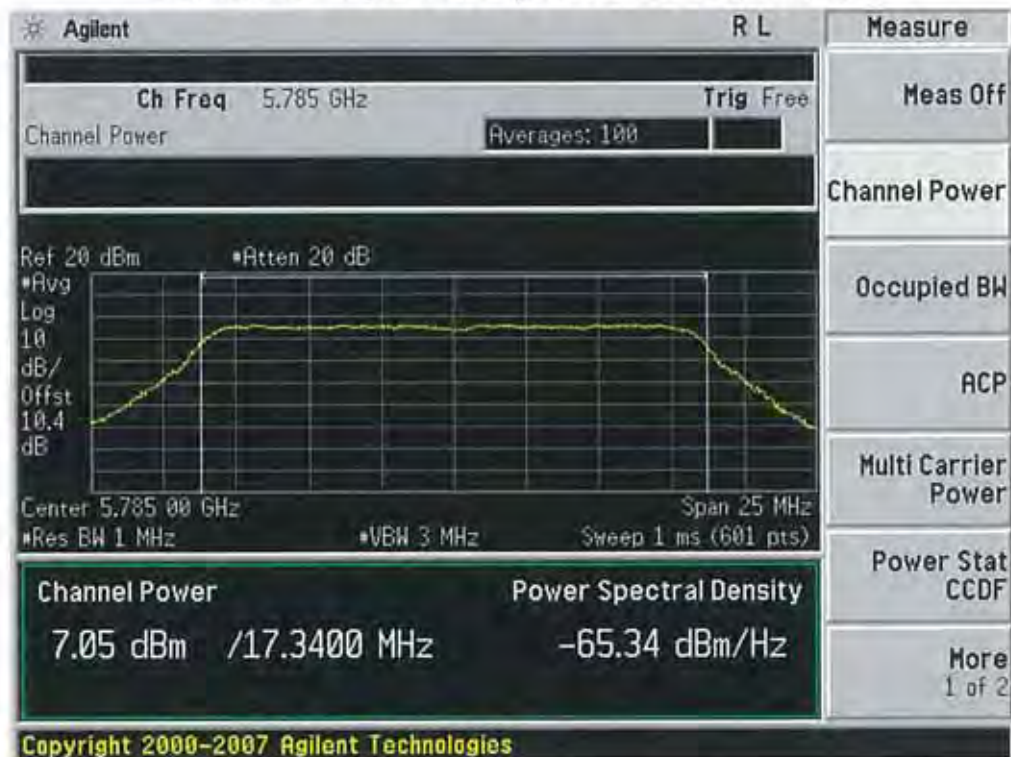 Agilent R L
Ch Freq 5.785 GHz Trig Free
Channel Power Averages: 100
Ref 20 dBm #Atten 20 dB
#Avg
Log
10
dB/
Offst
10.4
dB
Center 5.785 00 GHz Span 25 MHz
#Res BW 1 MHz #VBW 3 MHz Sweep 1 ms (601 pts)
Channel Power Power Spectral Density
7.05 dBm /17.3400 MHz -65.34 dBm/Hz
Copyright 2000-2007 Agilent Technologies
Measure
Meas Off
Channel Power
Occupied BW
ACP
Multi Carrier
Power
Power Stat
CCDF
More
1 of 2